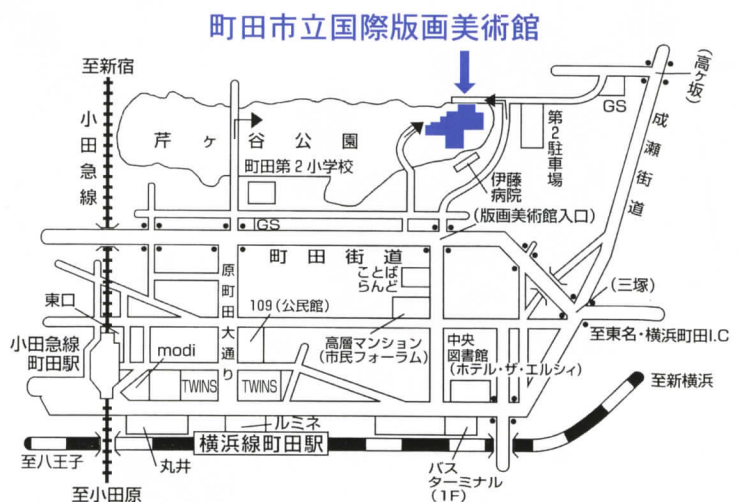 町田市立国際版画美術館
至新宿
小田急線
芹ヶ谷公園
町田第2小学校
GS
第2駐車場
伊藤
病院
(版画美術館入口)
GS
(高ヶ坂)
成瀬街道
町田街道
ことば
らんど
原町田大通り
109(公民館)
東口
小田急線
町田駅
modi
TWINS
TWINS
高層マンション
(市民フォーラム)
中央
図書館
(ホテル・ザ・エルシィ)
(三塚)
至東名・横浜町田I.C
至新横浜
ルミネ
横浜線町田駅
丸井
バス
ターミナル
(1F)
至八王子
至小田原